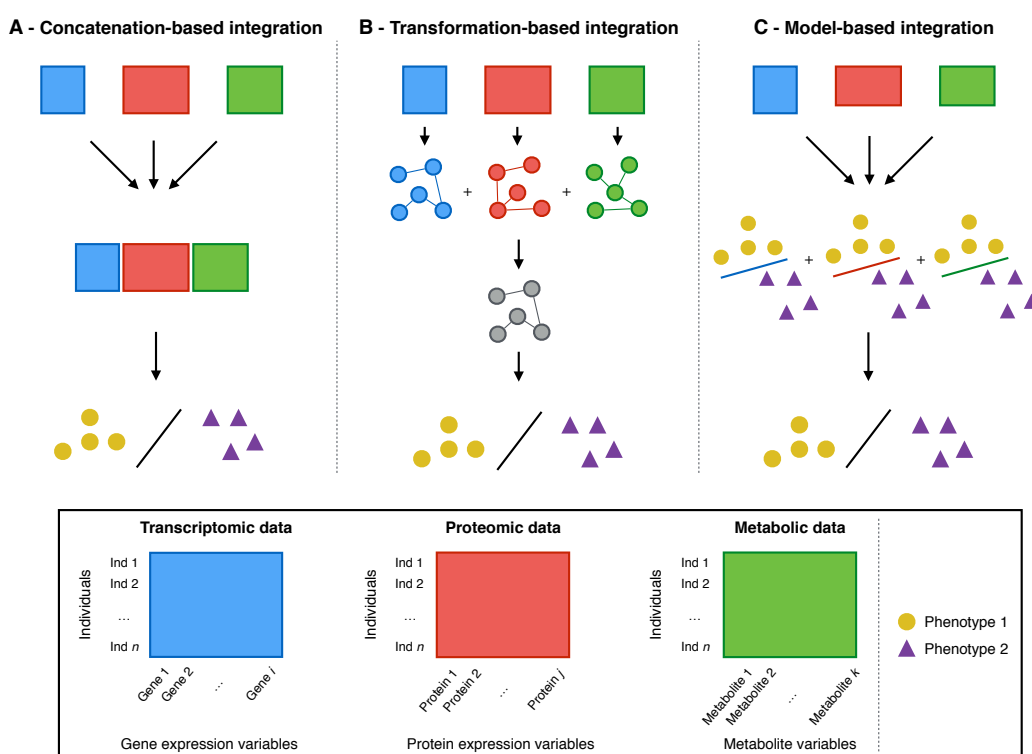 A - Concatenation-based integration
B - Transformation-based integration
C - Model-based integration
+
+
+
+
Transcriptomic data
Individuals
Ind 1
Ind 2
...
Ind n
Gene 1
Gene 2
...
Gene i
Gene expression variables
Proteomic data
Individuals
Ind 1
Ind 2
...
Ind n
Protein 1
Protein 2
...
Protein j
Protein expression variables
Metabolic data
Individuals
Ind 1
Ind 2
...
Ind n
Metabolite 1
Metabolite 2
...
Metabolite k
Metabolite variables
Phenotype 1
Phenotype 2